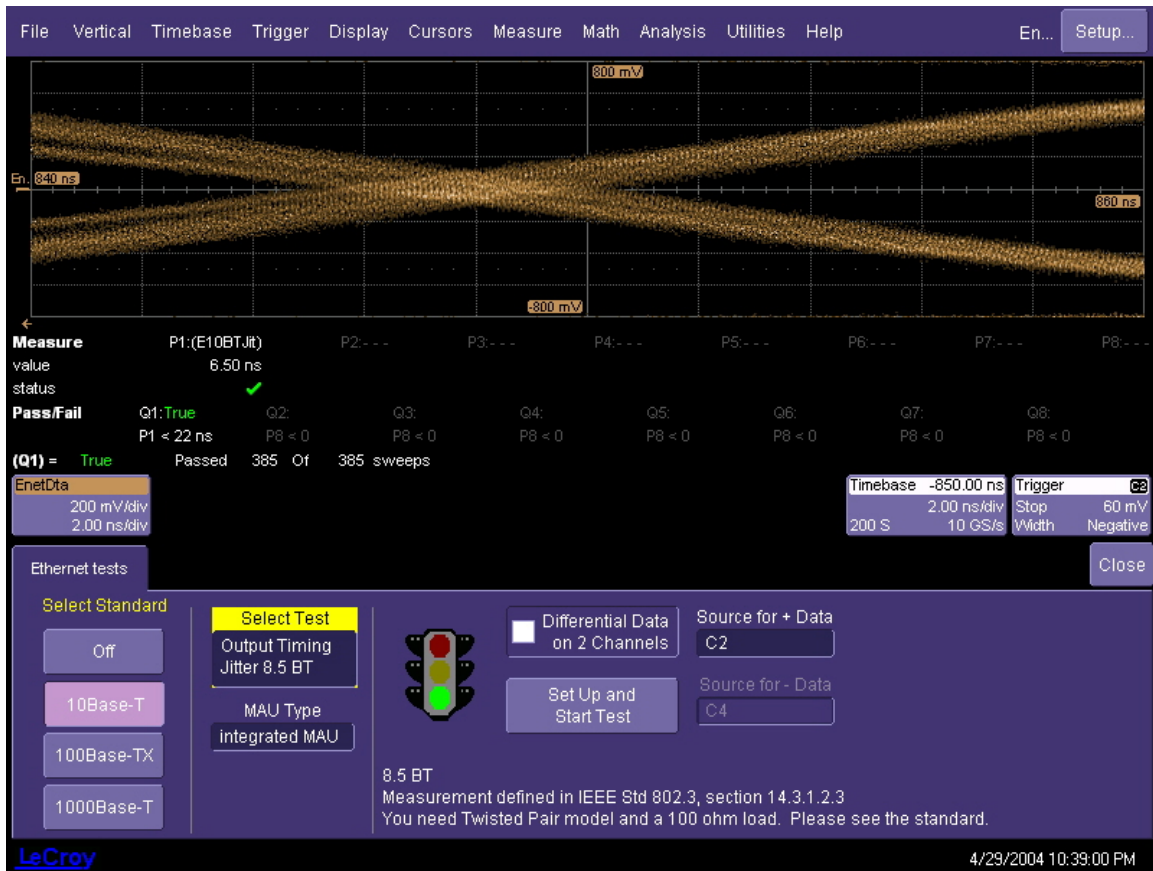 File Vertical Timebase Trigger Display Cursors Measure Math Analysis Utilities Help En... Setup...
800 mV
En. 840 ns
860 ns
-800 mV
Measure P1:(E10BTJit) P2:- - - P3:- - - P4:- - - P5:- - - P6:- - - P7:- - - P8:- - -
value 6.50 ns
status
Pass/Fail Q1:True Q2: Q3: Q4: Q5: Q6: Q7: Q8:
P1 < 22 ns P8 < 0 P8 < 0 P8 < 0 P8 < 0 P8 < 0 P8 < 0 P8 < 0
(Q1) = True Passed 385 Of 385 sweeps
EnetDta
200 mV/div
2.00 ns/div
Timebase -850.00 ns
2.00 ns/div
200 S 10 GS/s
Trigger C2
Stop 60 mV
Width Negative
Ethernet tests
Close
Select Standard
Off
10Base-T
100Base-TX
1000Base-T
Select Test
Output Timing
Jitter 8.5 BT
MAU Type
integrated MAU
Differential Data
on 2 Channels
Set Up and
Start Test
Source for + Data
C2
Source for - Data
C4
8.5 BT
Measurement defined in IEEE Std 802.3, section 14.3.1.2.3
You need Twisted Pair model and a 100 ohm load. Please see the standard.
LeCroy
4/29/2004 10:39:00 PM